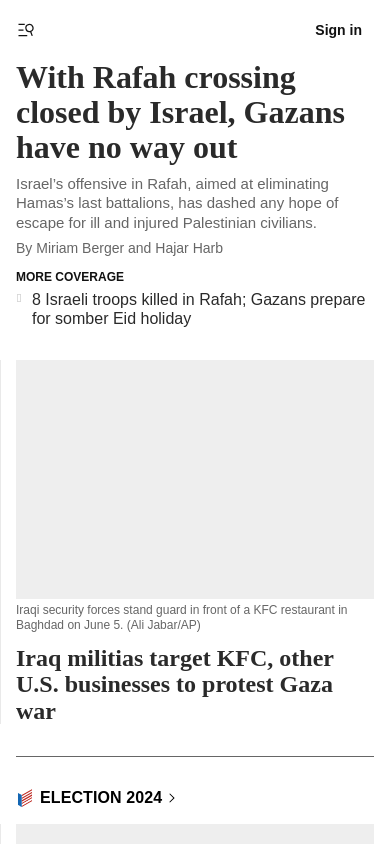 Sign in
With Rafah crossing
closed by Israel, Gazans
have no way out
Israel’s offensive in Rafah, aimed at eliminating
Hamas’s last battalions, has dashed any hope of
escape for ill and injured Palestinian civilians.
By Miriam Berger and Hajar Harb
MORE COVERAGE
8 Israeli troops killed in Rafah; Gazans prepare
for somber Eid holiday
Iraqi security forces stand guard in front of a KFC restaurant in
Baghdad on June 5. (Ali Jabar/AP)
Iraq militias target KFC, other
U.S. businesses to protest Gaza
war
ELECTION 2024